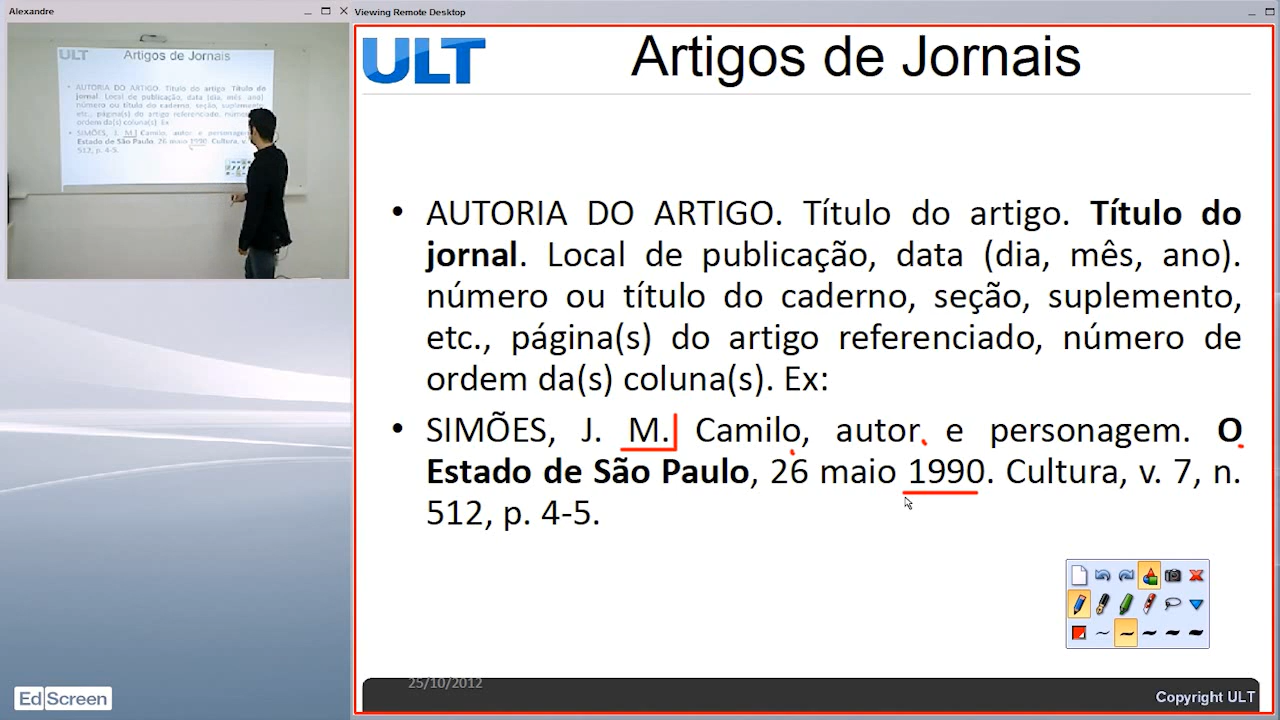 Alexandre
Viewing Remote Desktop
ULT
Artigos de Jornais
• AUTORIA DO ARTIGO. Título do artigo. Título do
jornal. Local de publicação, data (dia, mês, ano).
número ou título do caderno, seção, suplemento,
etc., página(s) do artigo referenciado, número de
ordem da(s) coluna(s). Ex:
• SIMÕES, J. M. Camilo, autor e personagem. O
Estado de São Paulo, 26 maio 1990. Cultura, v. 7, n.
512, p. 4-5.
ULT
Artigos de Jornais
• AUTORIA DO ARTIGO. Título do artigo. Título do
jornal. Local de publicação, data (dia, mês, ano).
número ou título do caderno, seção, suplemento,
etc., página(s) do artigo referenciado, número
ordem da(s) coluna(s). Ex
• SIMÕES, J. M. Camilo, autor e personagem
Estado de São Paulo, 26 maio 1990. Cultura, v.
512, p. 4-5.
25/10/2012
Copyright ULT
Ed Screen